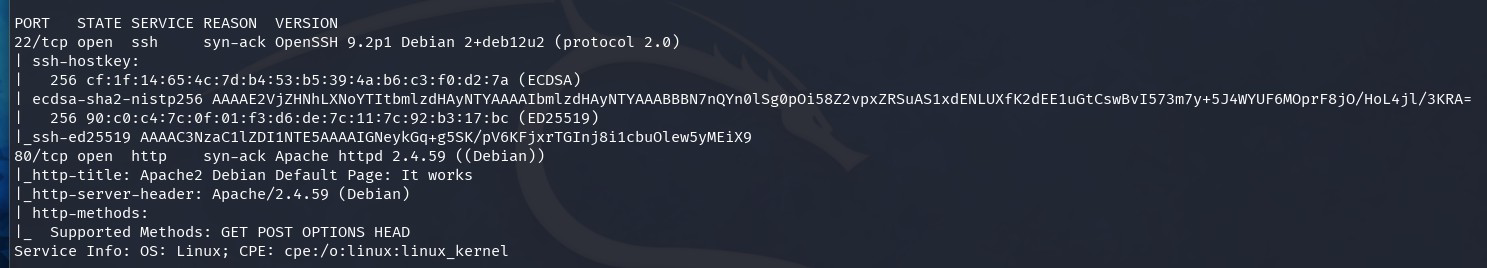 PORT   STATE SERVICE REASON  VERSION
22/tcp open  ssh     syn-ack OpenSSH 9.2p1 Debian 2+deb12u2 (protocol 2.0)
| ssh-hostkey:
|   256 cf:1f:14:65:4c:7d:b4:53:b5:39:4a:b6:c3:f0:d2:7a (ECDSA)
| ecdsa-sha2-nistp256 AAAAE2VjZHNhLXNoYTItbmlzdHAyNTYAAAAIbmlzdHAyNTYAAABBBN7nQYn0lSg0pOi58Z2vpxZRSuAS1xdENLUXfK2dEE1uGtCswBvI573m7y+5J4WYUF6MOprF8jO/HoL4jl/3KRA=
|   256 90:c0:c4:7c:0f:01:f3:d6:de:7c:11:7c:92:b3:17:bc (ED25519)
|_ssh-ed25519 AAAAC3NzaC1lZDI1NTE5AAAAIGNeykGq+g5SK/pV6KFjxrTGInj8i1cbuOlew5yMEiX9
80/tcp open  http    syn-ack Apache httpd 2.4.59 ((Debian))
|_http-title: Apache2 Debian Default Page: It works
|_http-server-header: Apache/2.4.59 (Debian)
| http-methods:
|_  Supported Methods: GET POST OPTIONS HEAD
Service Info: OS: Linux; CPE: cpe:/o:linux:linux_kernel